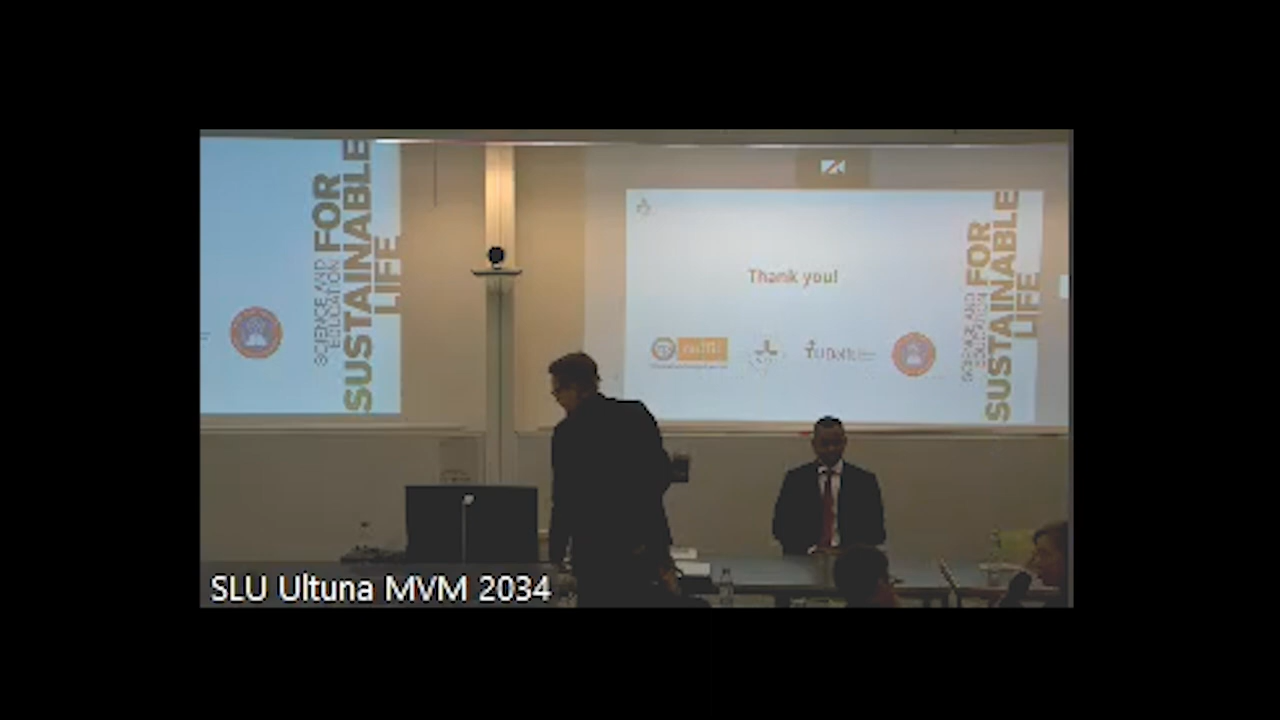 SCIENCE AND
EDUCATION
FOR
SUSTAINABLE
LIFE
Thank you!
SCIENCE AND
EDUCATION
FOR
SUSTAINABLE
LIFE
SLU Ultuna MVM 2034